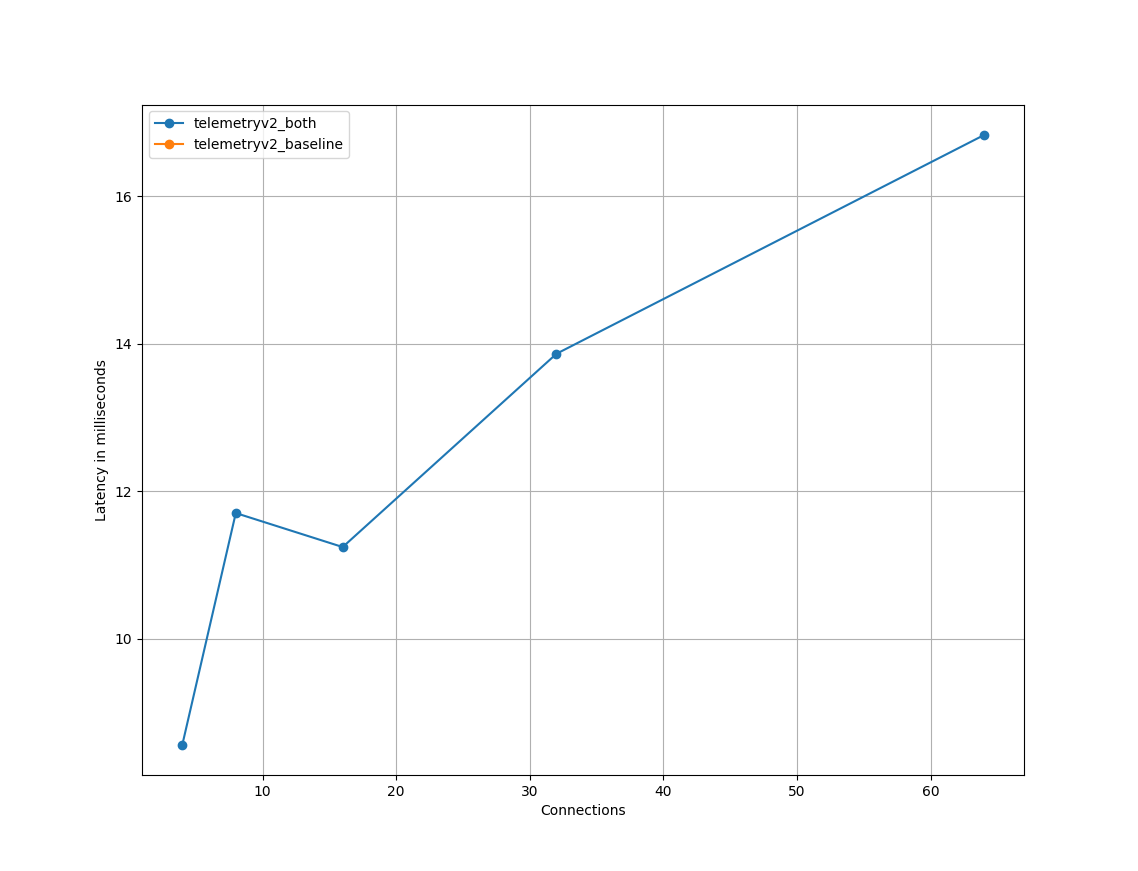 telemetryv2_both
telemetryv2_baseline
16
14
12
10
Latency in milliseconds
10 20 30 40 50 60
Connections